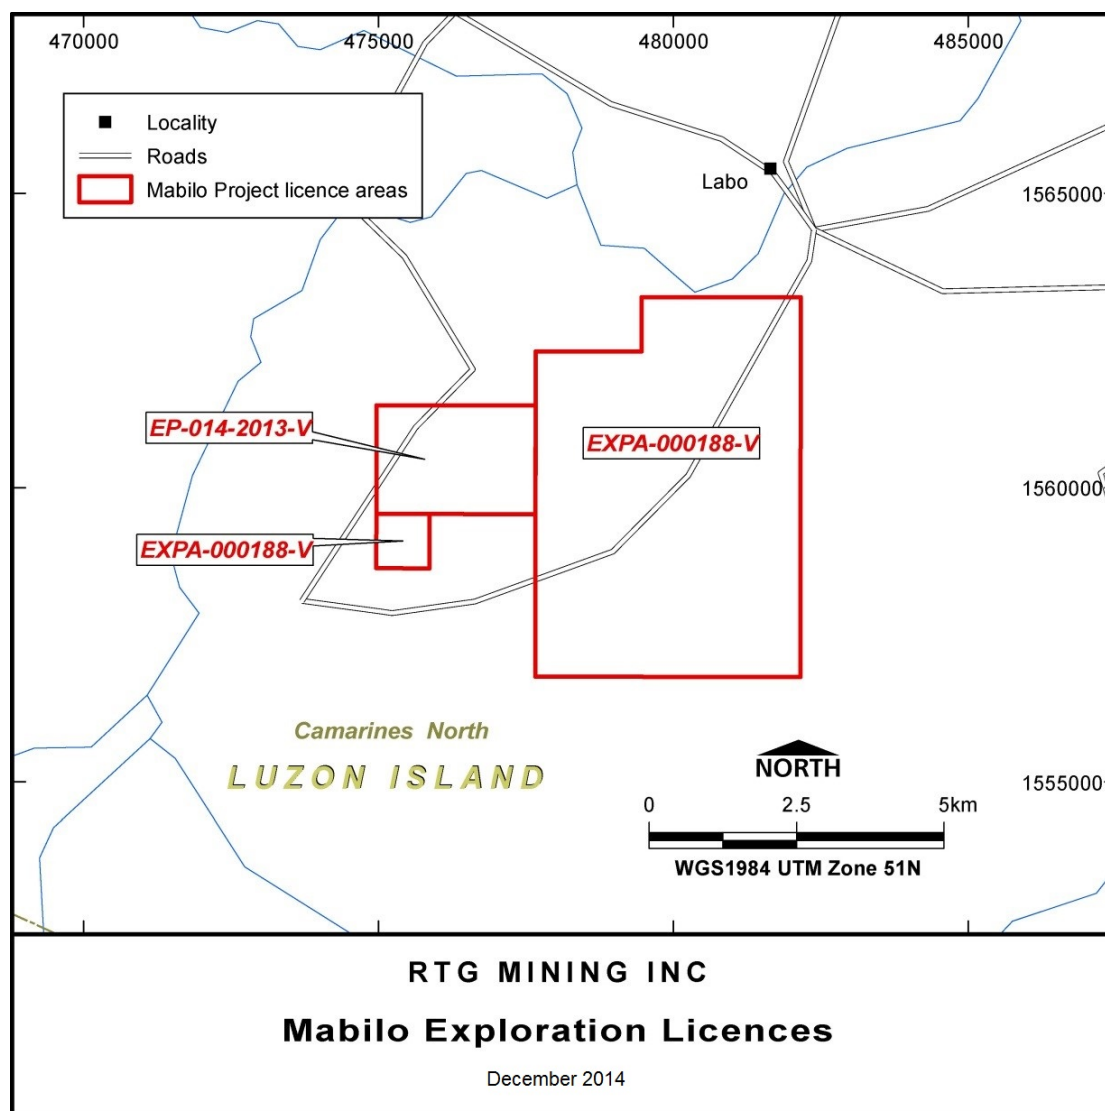 470000
475000
480000
485000
Locality
Roads
Mabilo Project licence areas
Labo
1565000
EP-014-2013-V
EXPA-000188-V
1560000
EXPA-000188-V
Camarines North
LUZON ISLAND
NORTH
1555000
0 2.5 5km
WGS1984 UTM Zone 51N
RTG MINING INC
Mabilo Exploration Licences
December 2014